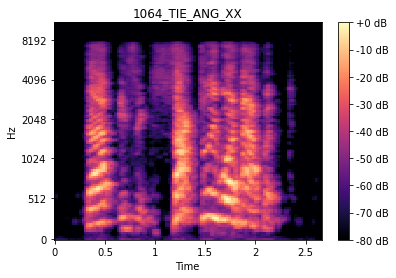 1064_TIE_ANG_XX
8192
4096
2048
1024
512
0
Hz
0
0.5
1
1.5
2
2.5
Time
+0 dB
-10 dB
-20 dB
-30 dB
-40 dB
-50 dB
-60 dB
-70 dB
-80 dB